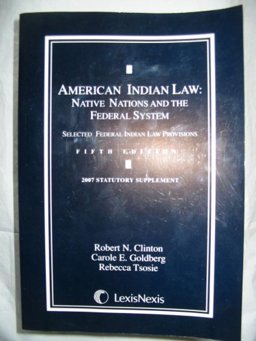 AMERICAN INDIAN LAW:
NATIVE NATIONS AND THE
FEDERAL SYSTEM
SELECTED FEDERAL INDIAN LAW PROVISIONS
FIFTH EDITION
2007 STATUTORY SUPPLEMENT
Robert N. Clinton
Carole E. Goldberg
Rebecca Tsosie
LexisNexis